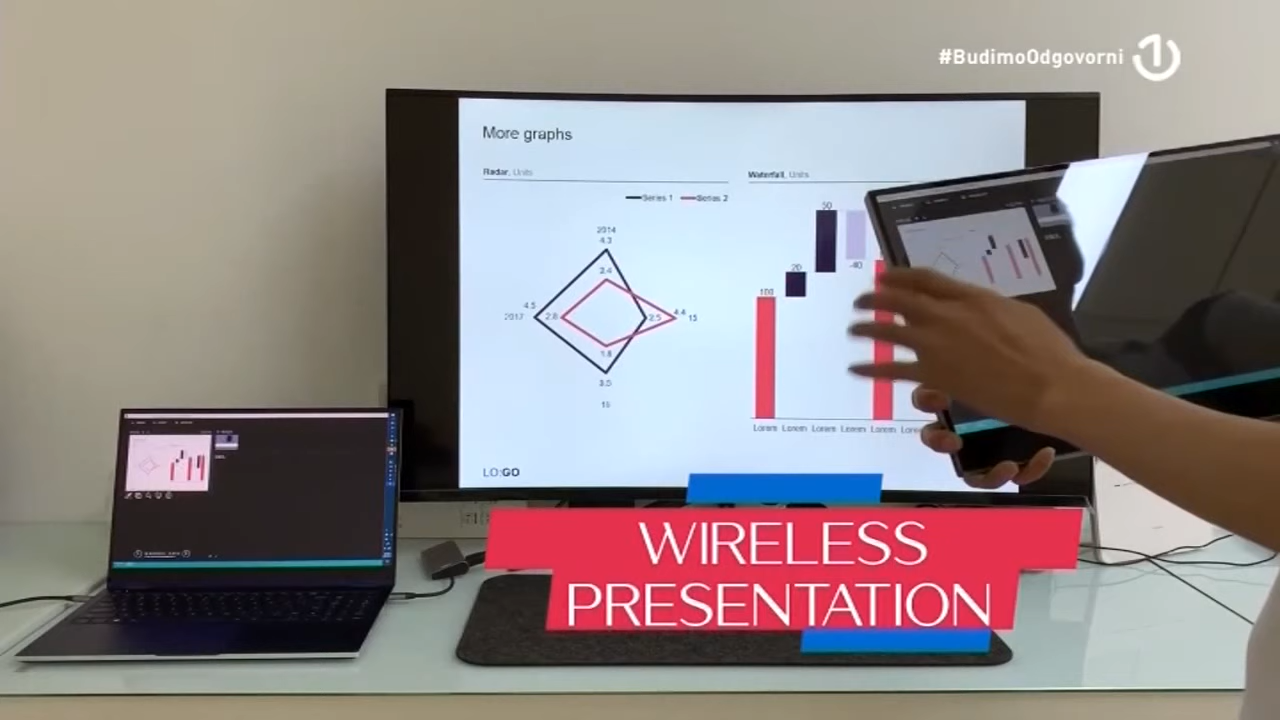 #BudimoOdgovorni 1
More graphs
Radar, Units
Waterfall, Units
Series 1 Series 2
2014
4.3
2.4
4.5
2017
2.8
2.5
4.4
15
1.8
3.5
50
20
-40
100
Lorem Lorem Lorem Lorem Lorem
LO:GO
WIRELESS
PRESENTATION